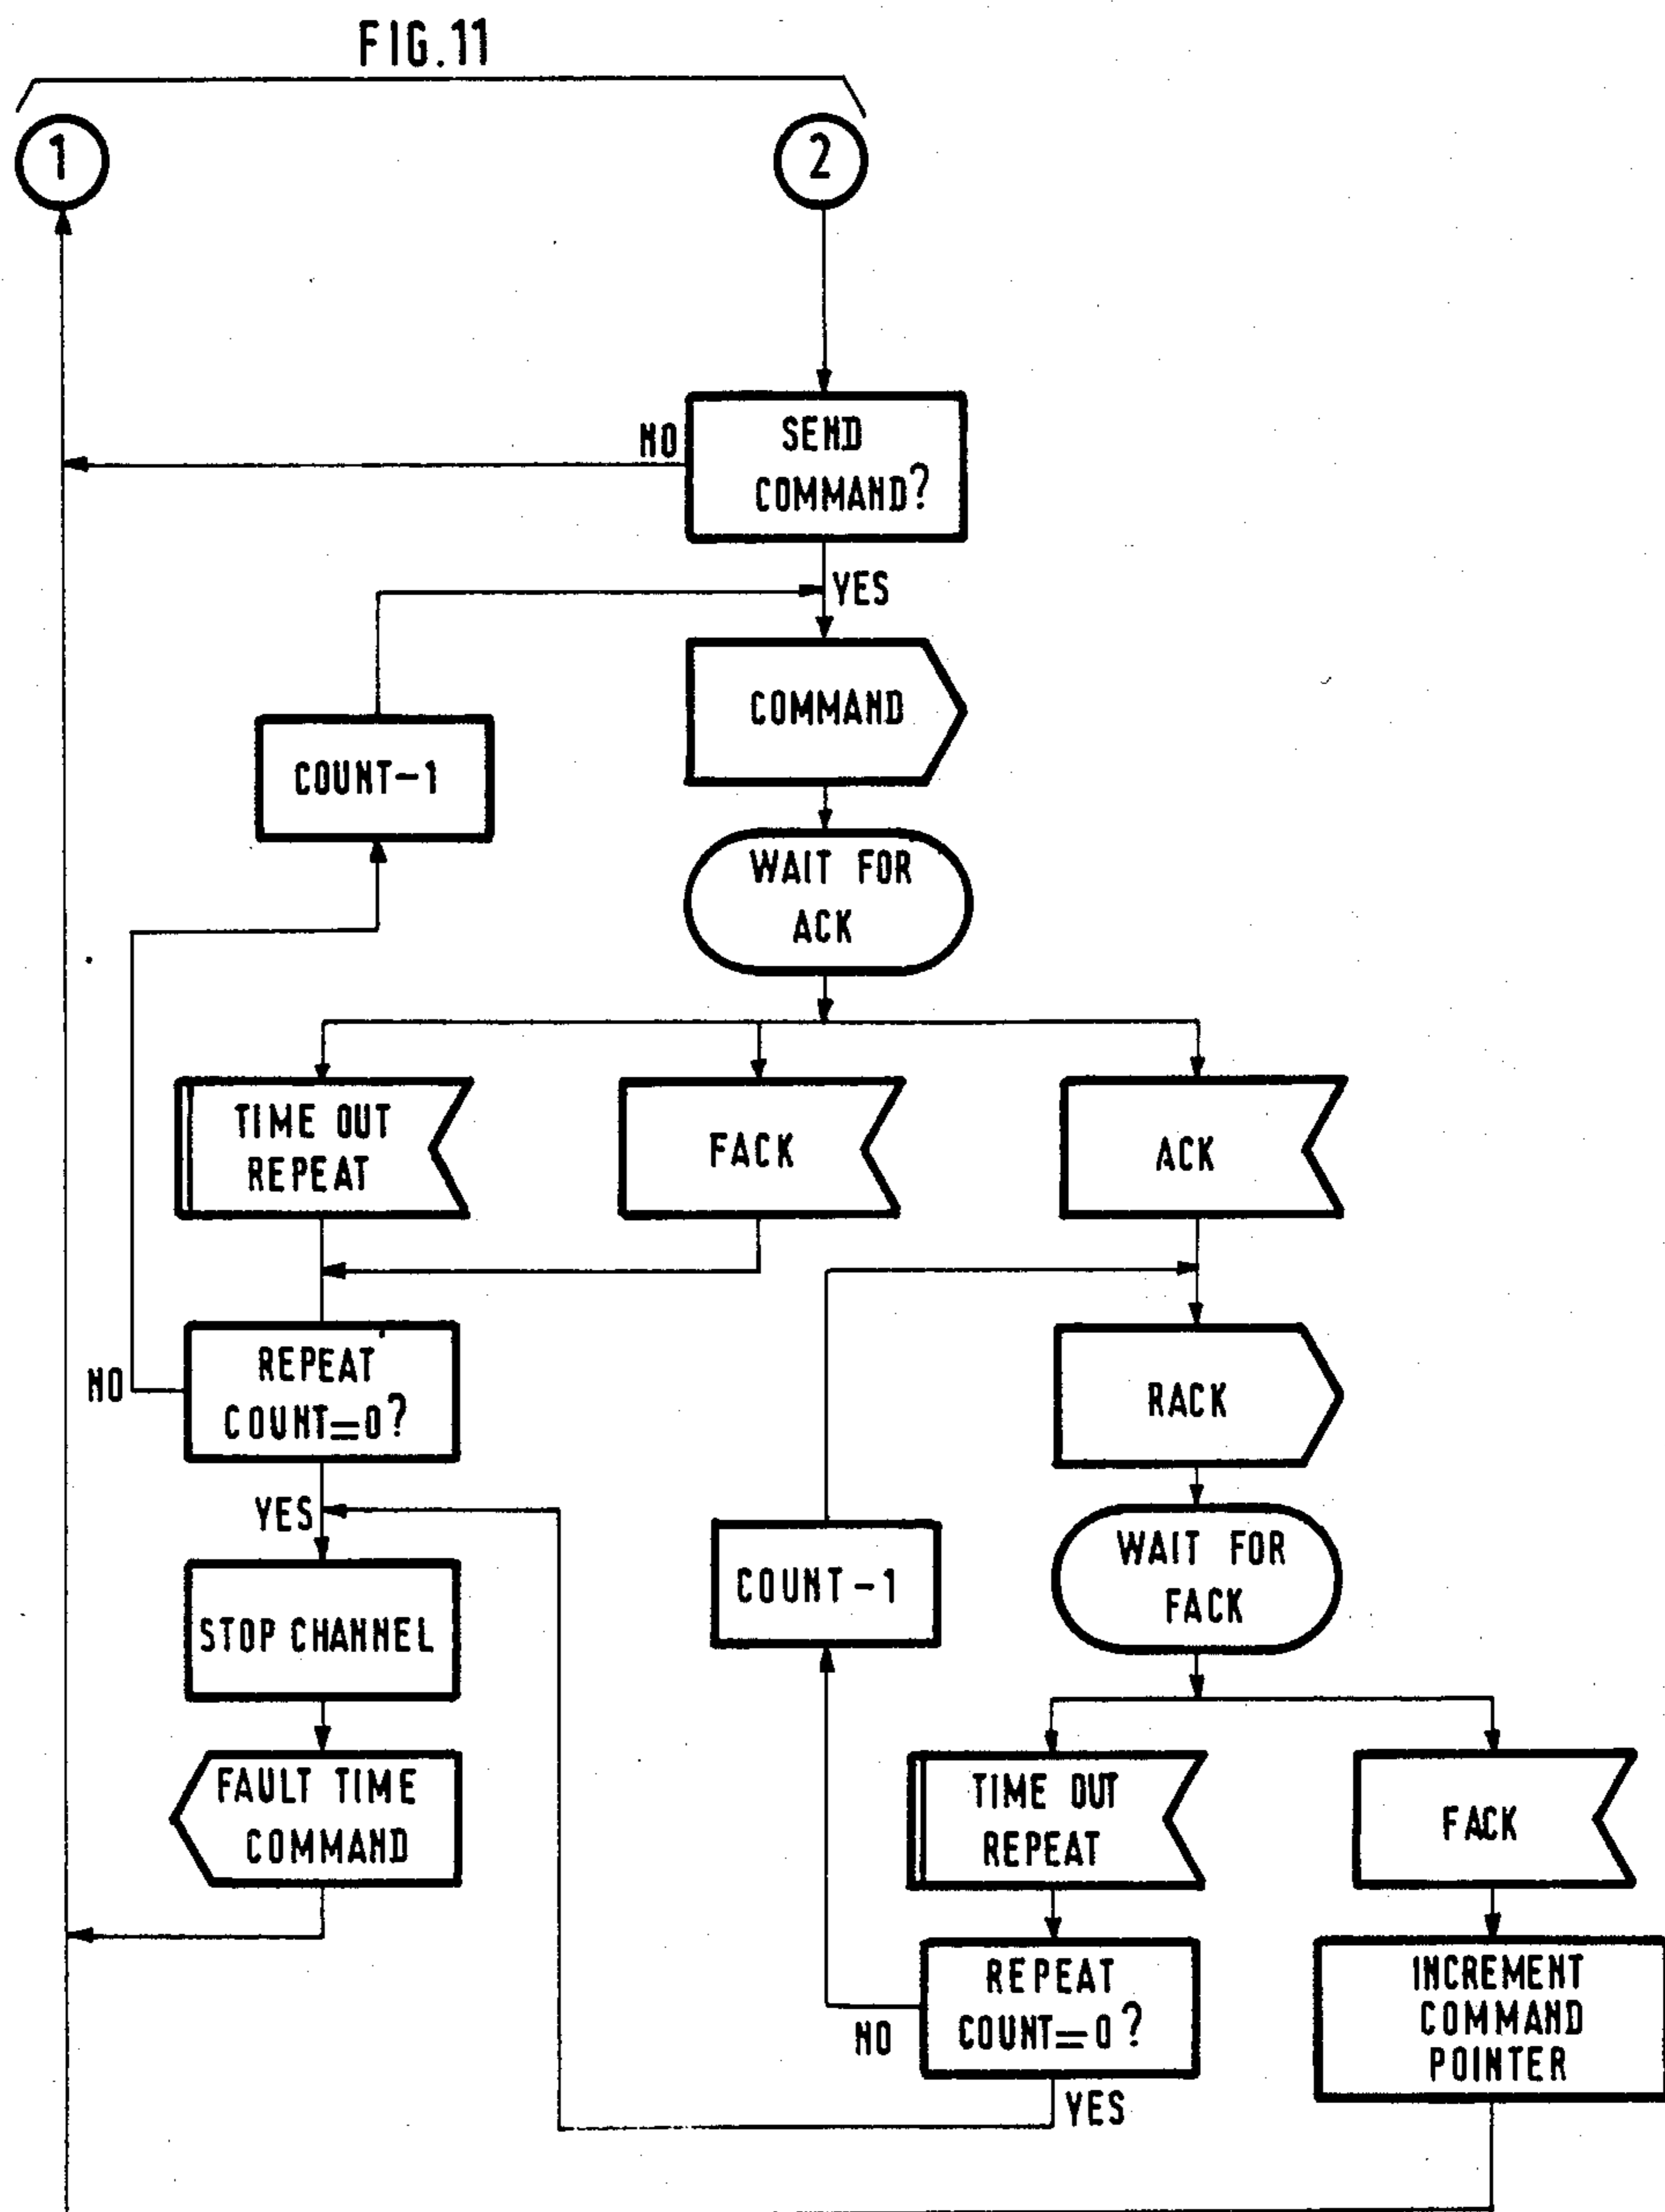 FIG.11
1
2
SEND
COMMAND?
NO
YES
COMMAND
COUNT-1
WAIT FOR
ACK
TIME OUT
REPEAT
FACK
ACK
REPEAT
COUNT=0?
NO
RACK
YES
STOP CHANNEL
COUNT-1
WAIT FOR
FACK
FAULT TIME
COMMAND
TIME OUT
REPEAT
FACK
REPEAT
COUNT=0?
NO
YES
INCREMENT
COMMAND
POINTER